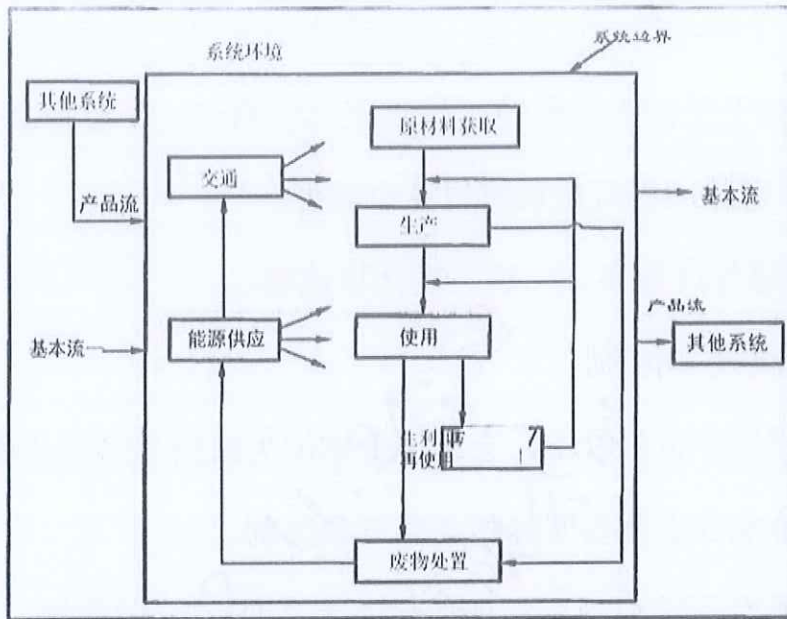 系统环境
系统边界
其他系统
原材料获取
交通
产品流
基本流
生产
产品流
能源供应
使用
基本流
其他系统
生利
再使用
废物处置